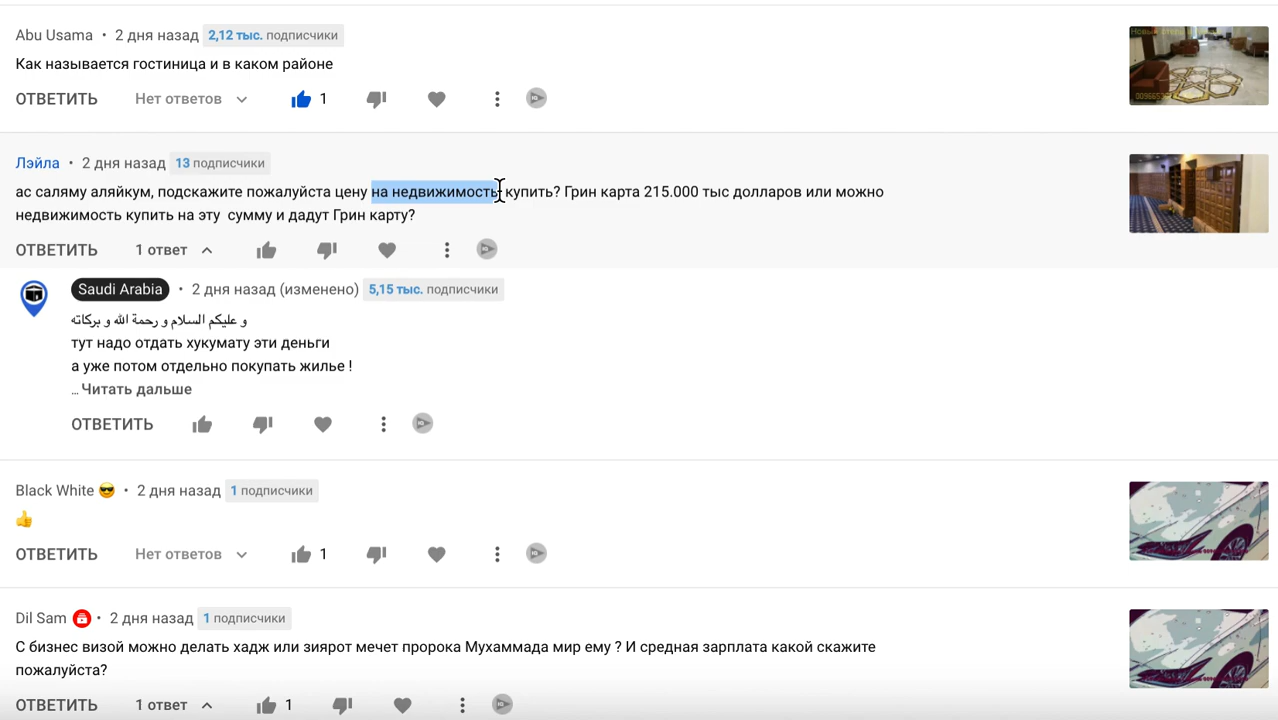 Abu Usama • 2 дня назад 2,12 тыс. подписчики
Как называется гостиница и в каком районе
ОТВЕТИТЬ Нет ответов 1
Лэйла • 2 дня назад 13 подписчики
ас саляму аляйкум, подскажите пожалуйста цену на недвижимость купить? Грин карта 215.000 тыс долларов или можно
недвижимость купить на эту сумму и дадут Грин карту?
ОТВЕТИТЬ 1 ответ
Saudi Arabia • 2 дня назад (изменено) 5,15 тыс. подписчики
و عليكم السلام و رحمة الله و بركاته
тут надо отдать хукумату эти деньги
а уже потом отдельно покупать жилье !
... Читать дальше
ОТВЕТИТЬ
Black White 😎 • 2 дня назад 1 подписчики
👍
ОТВЕТИТЬ Нет ответов 1
Dil Sam • 2 дня назад 1 подписчики
С бизнес визой можно делать хадж или зиярот мечет пророка Мухаммада мир ему ? И средняя зарплата какой скажите
пожалуйста?
ОТВЕТИТЬ 1 ответ 1